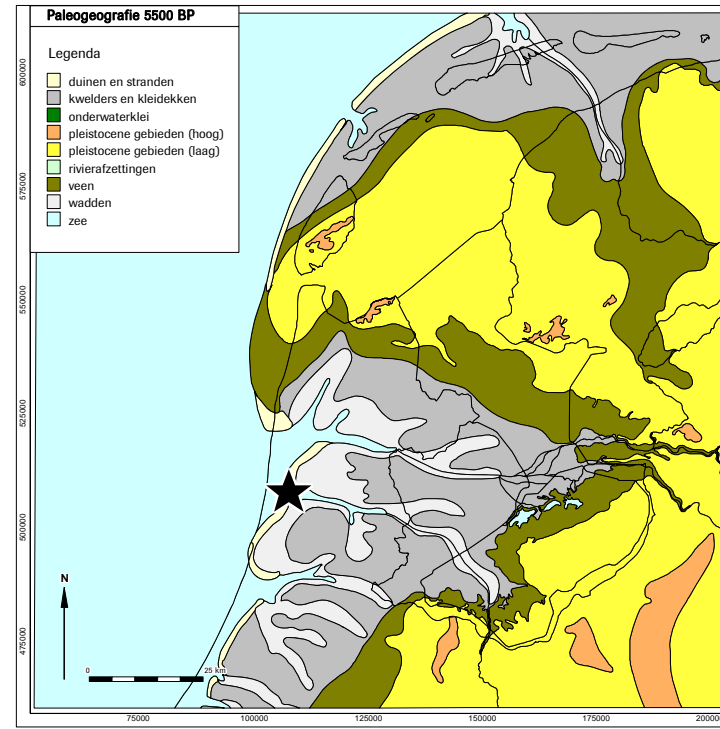 Paleogeografie 5500 BP
Legenda
duinen en stranden
kwelders en kleidekken
onderwaterklei
pleistocene gebieden (hoog)
pleistocene gebieden (laag)
rivierafzettingen
veen
wadden
zee
600000
575000
5500000
525000
500000
475000
N
0
25 km
75000
100000
125000
150000
175000
200000